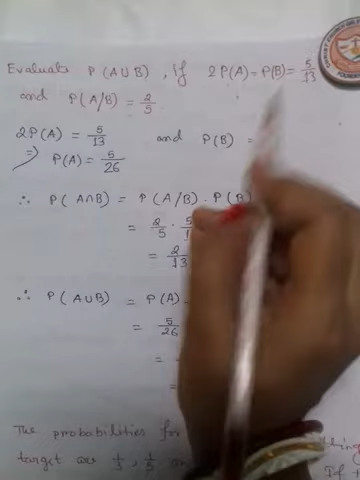 Evaluate P(A∪B), if 2P(A) = P(B) = 5/13
and P(A/B) = 2/5.
2P(A) = 5/13 and P(B) =
=> P(A) = 5/26
∴ P(A∩B) = P(A/B) . P(B)
= 2/5 . 5/1
= 2/13
∴ P(A∪B) = P(A)
= 5/26
=
=
The probabilities for
target are 1/3, 1/5